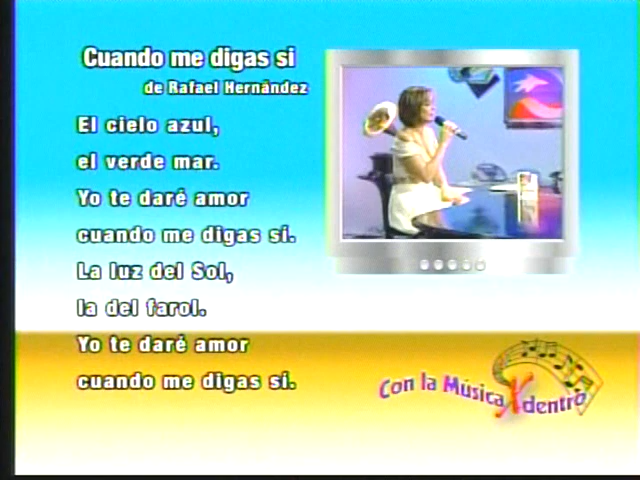 Cuando me digas si
de Rafael Hernández
El cielo azul,
el verde mar.
Yo te daré amor
cuando me digas sí.
La luz del Sol,
la del farol.
Yo te daré amor
cuando me digas sí.
Con la Música X dentro